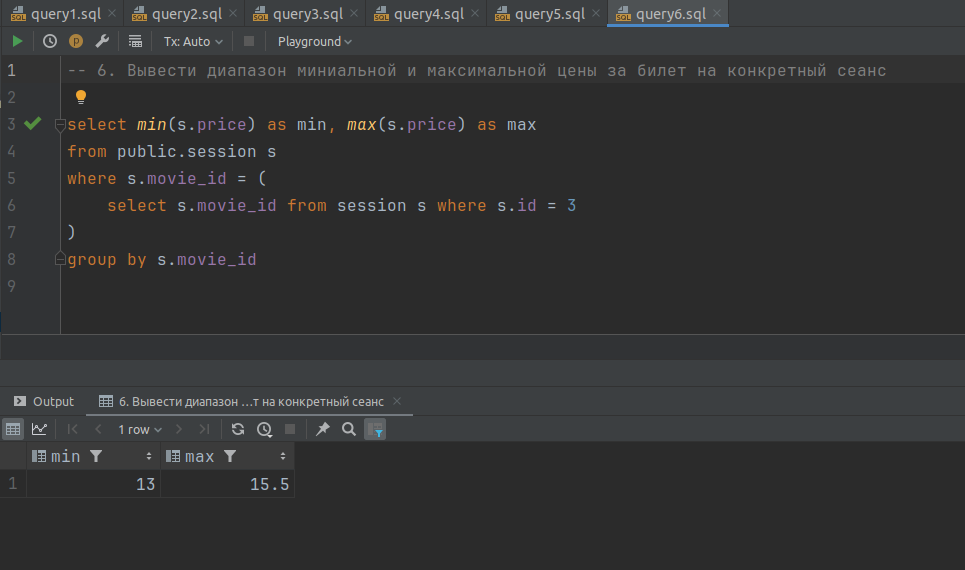 query1.sql query2.sql query3.sql query4.sql query5.sql query6.sql
Tx: Auto Playground
1 -- 6. Вывести диапазон миниальной и максимальной цены за билет на конкретный сеанс
2
3 select min(s.price) as min, max(s.price) as max
4 from public.session s
5 where s.movie_id = (
6 select s.movie_id from session s where s.id = 3
7 )
8 group by s.movie_id
9
Output 6. Вывести диапазон ...т на конкретный сеанс
1 row
min max
1 13 15.5